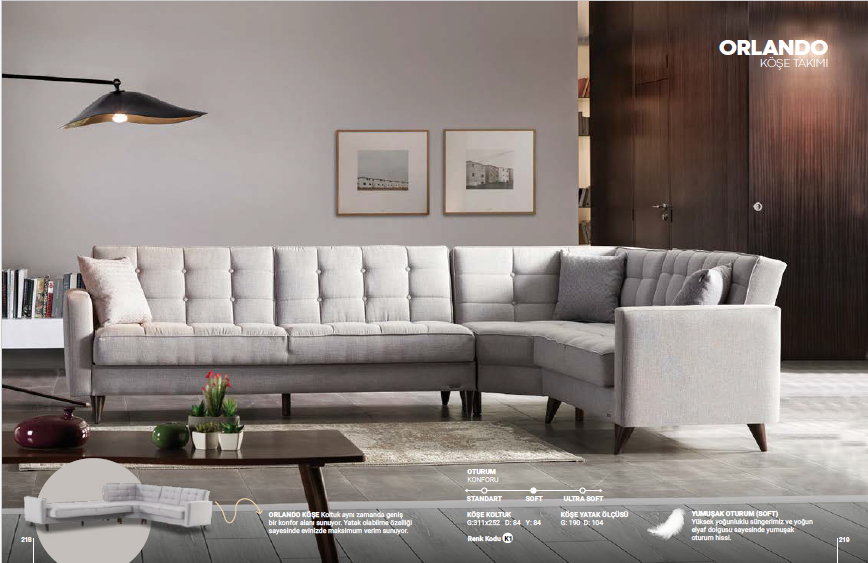 ORLANDO
KÖŞE TAKIMI
OTURUM
KONFORU
STANDART SOFT ULTRA SOFT
ORLANDO KÖŞE Koltuk aynı zamanda geniş
bir konfor alanı sunuyor. Yatak olabilme özelliği
sayesinde evinizde maksimum verim sunuyor.
KÖŞE KOLTUK
G:311x252 D: 84 Y: 84
Renk Kodu K1
KÖŞE YATAK ÖLÇÜSÜ
G: 190 D: 104
YUMUŞAK OTURUM (SOFT)
Yüksek yoğunluklu süngerimiz ve yoğun
elyaf dolgusu sayesinde yumuşak
oturum hissi.
218
219